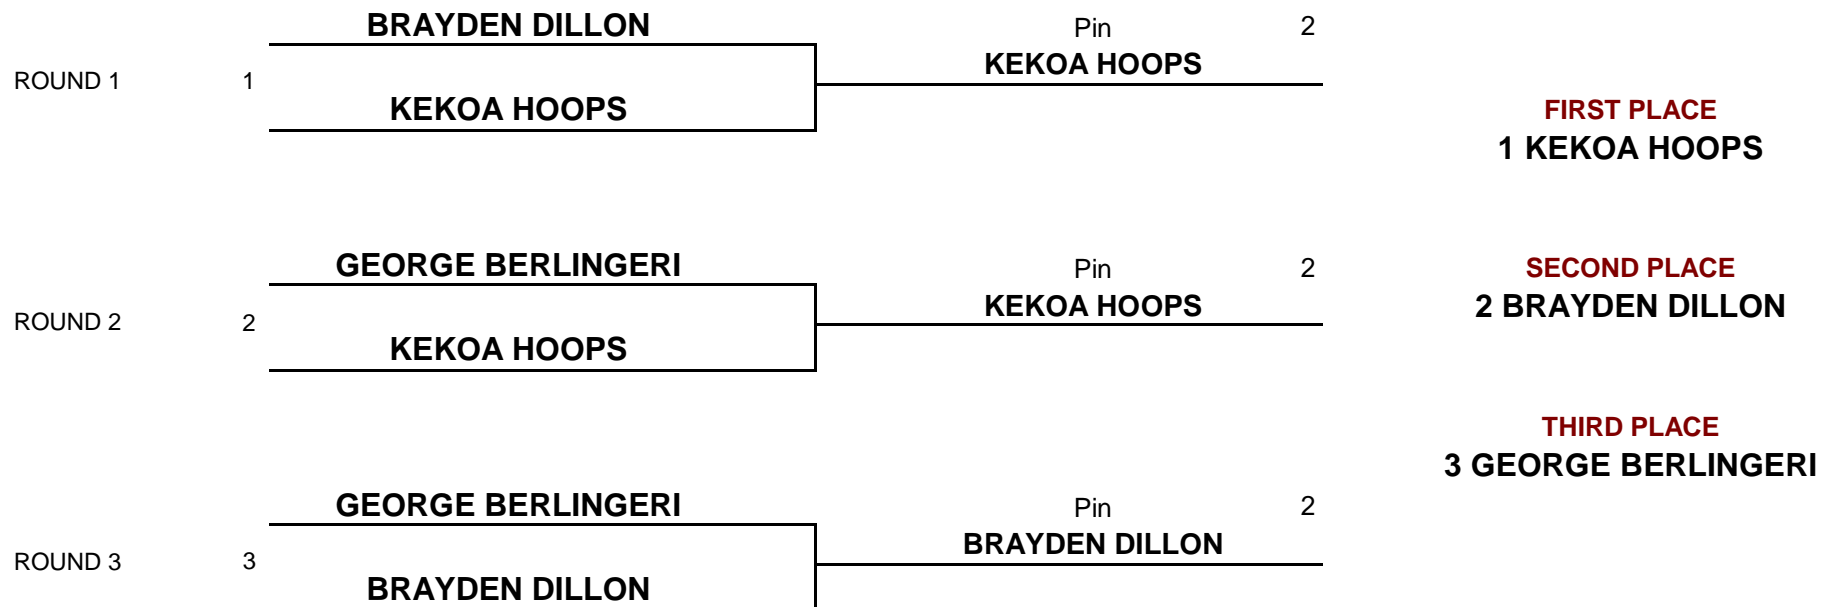 BRAYDEN DILLON
Pin 2
ROUND 1 1
KEKOA HOOPS
KEKOA HOOPS
FIRST PLACE
1 KEKOA HOOPS
GEORGE BERLINGERI
Pin 2
ROUND 2 2
KEKOA HOOPS
KEKOA HOOPS
SECOND PLACE
2 BRAYDEN DILLON
THIRD PLACE
3 GEORGE BERLINGERI
GEORGE BERLINGERI
Pin 2
ROUND 3 3
BRAYDEN DILLON
BRAYDEN DILLON